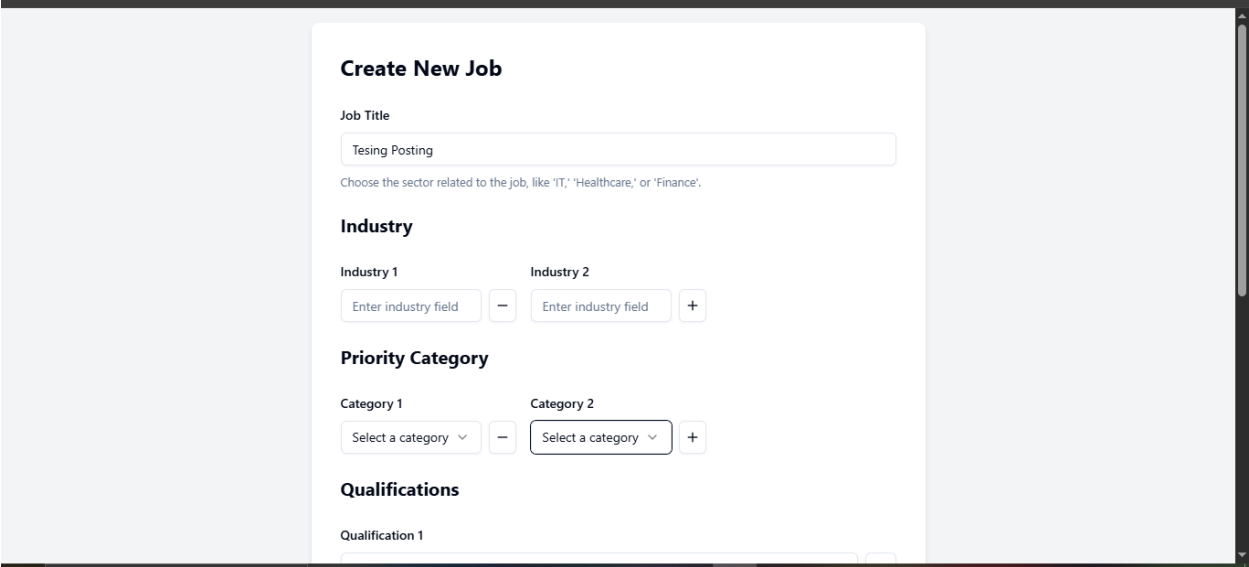 Create New Job
Job Title
Tesing Posting
Choose the sector related to the job, like 'IT,' 'Healthcare,' or 'Finance'.
Industry
Industry 1 Industry 2
Enter industry field − Enter industry field +
Priority Category
Category 1 Category 2
Select a category − Select a category +
Qualifications
Qualification 1